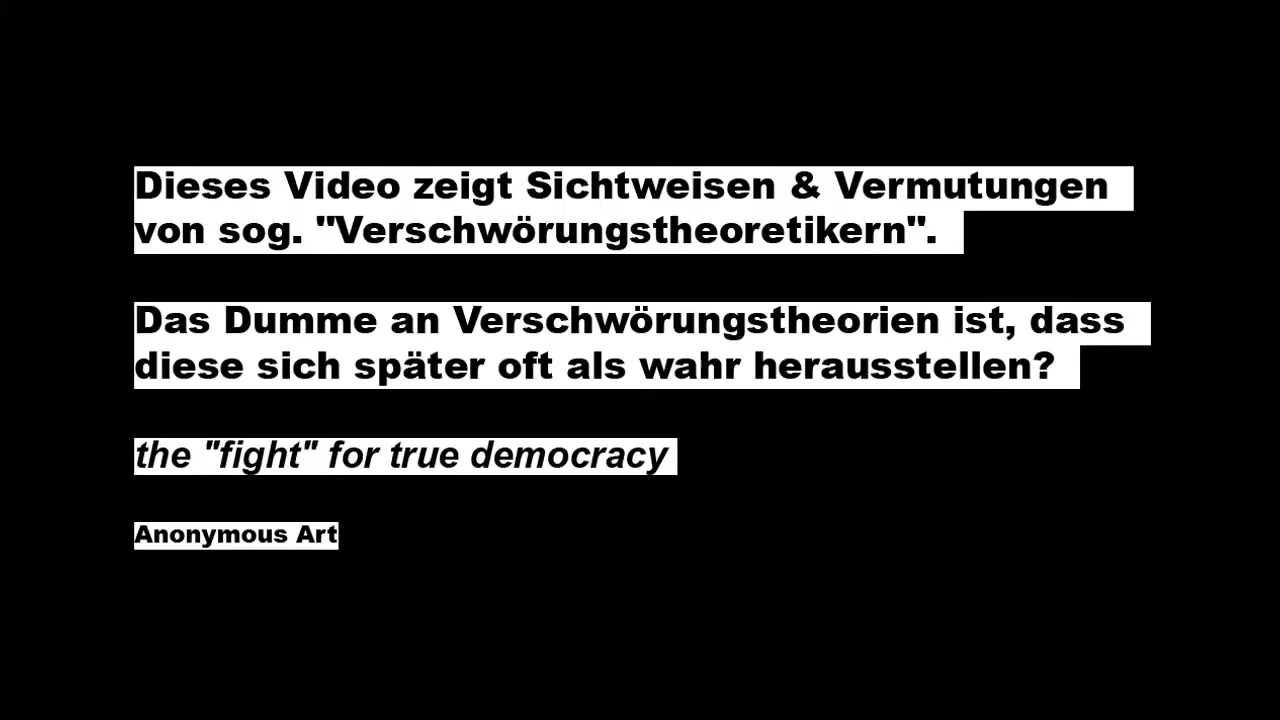 Dieses Video zeigt Sichtweisen & Vermutungen
von sog. "Verschwörungstheoretikern".
Das Dumme an Verschwörungstheorien ist, dass
diese sich später oft als wahr herausstellen?
the "fight" for true democracy
Anonymous Art